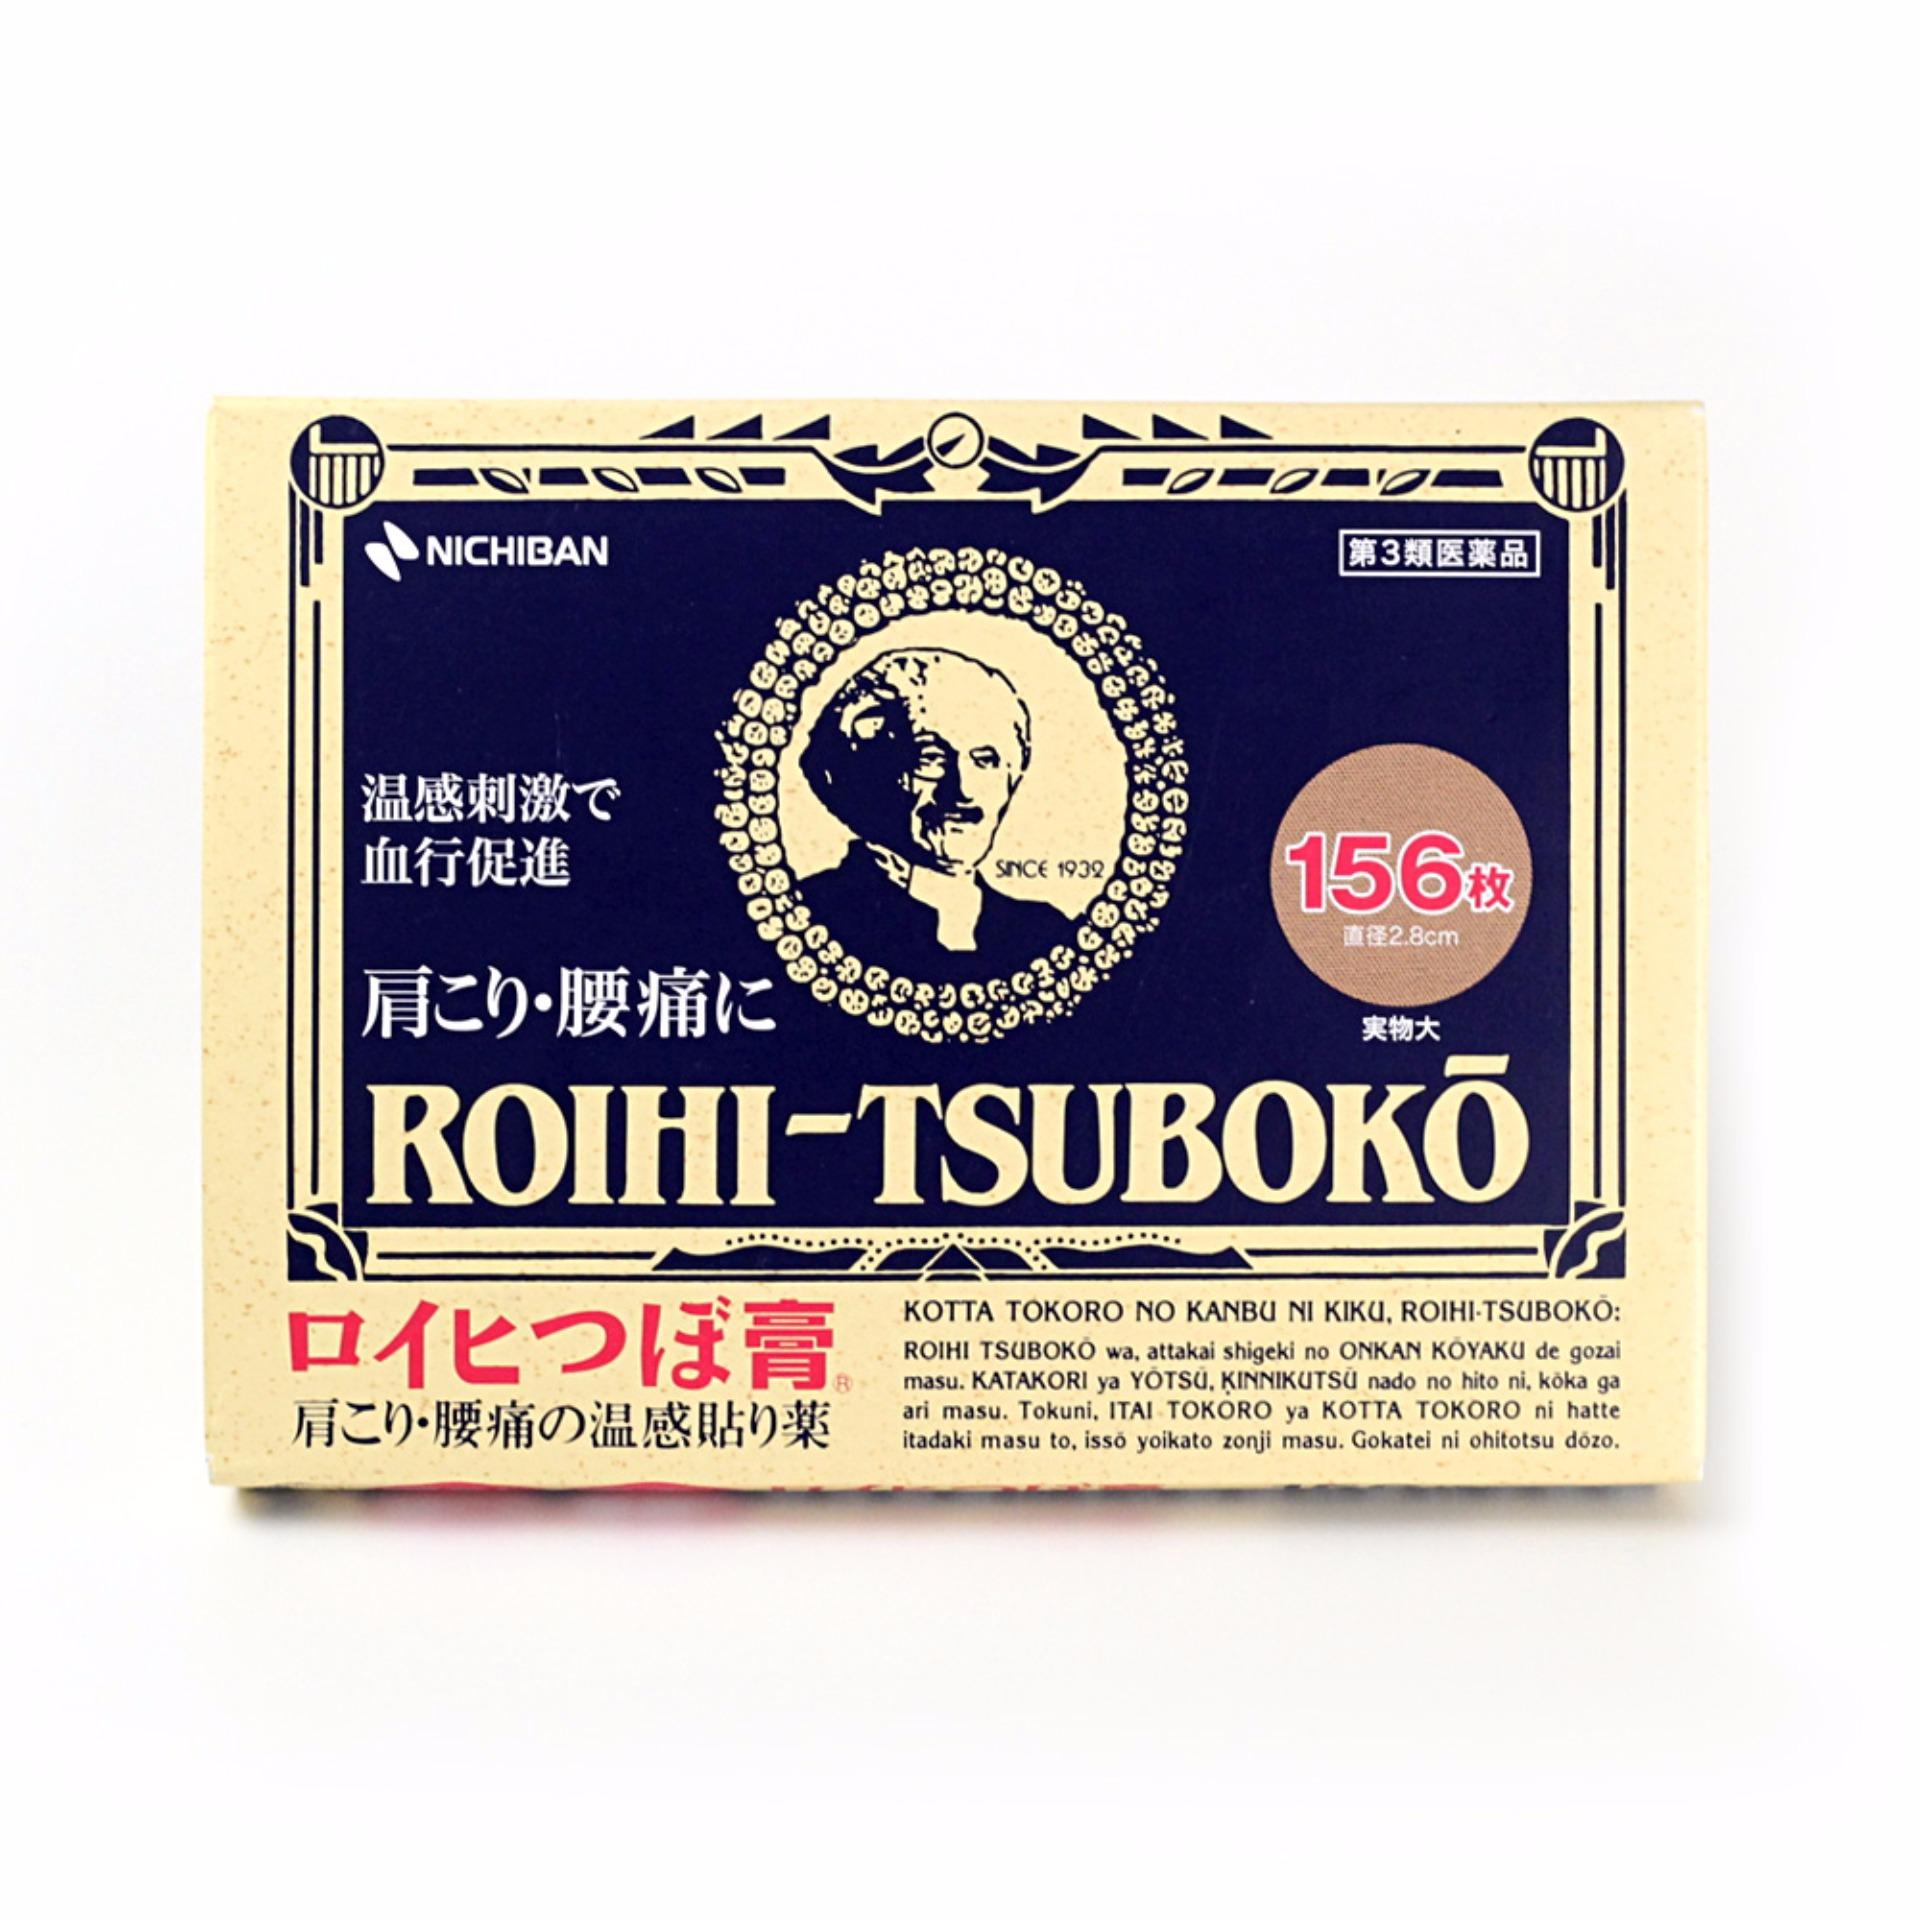 NICHIBAN
第3類医薬品
温感刺激で
血行促進
SINCE 1932
156枚
直径2.8cm
実物大
肩こり・腰痛に
ROIHI-TSUBOKŌ
ロイヒつぼ膏®
肩こり・腰痛の温感貼り薬
KOTTA TOKORO NO KANBU NI KIKU, ROIHI-TSUBOKŌ:
ROIHI TSUBOKŌ wa, attakai shigeki no ONKAN KŌYAKU de gozai
masu. KATAKORI ya YŌTSŪ, KINNIKUTSŪ nado no hito ni, kōka ga
ari masu. Tokuni, ITAI TOKORO ya KOTTA TOKORO ni hatte
itadaki masu to, issō yoikato zonji masu. Gokatei ni ohitotsu dōzo.